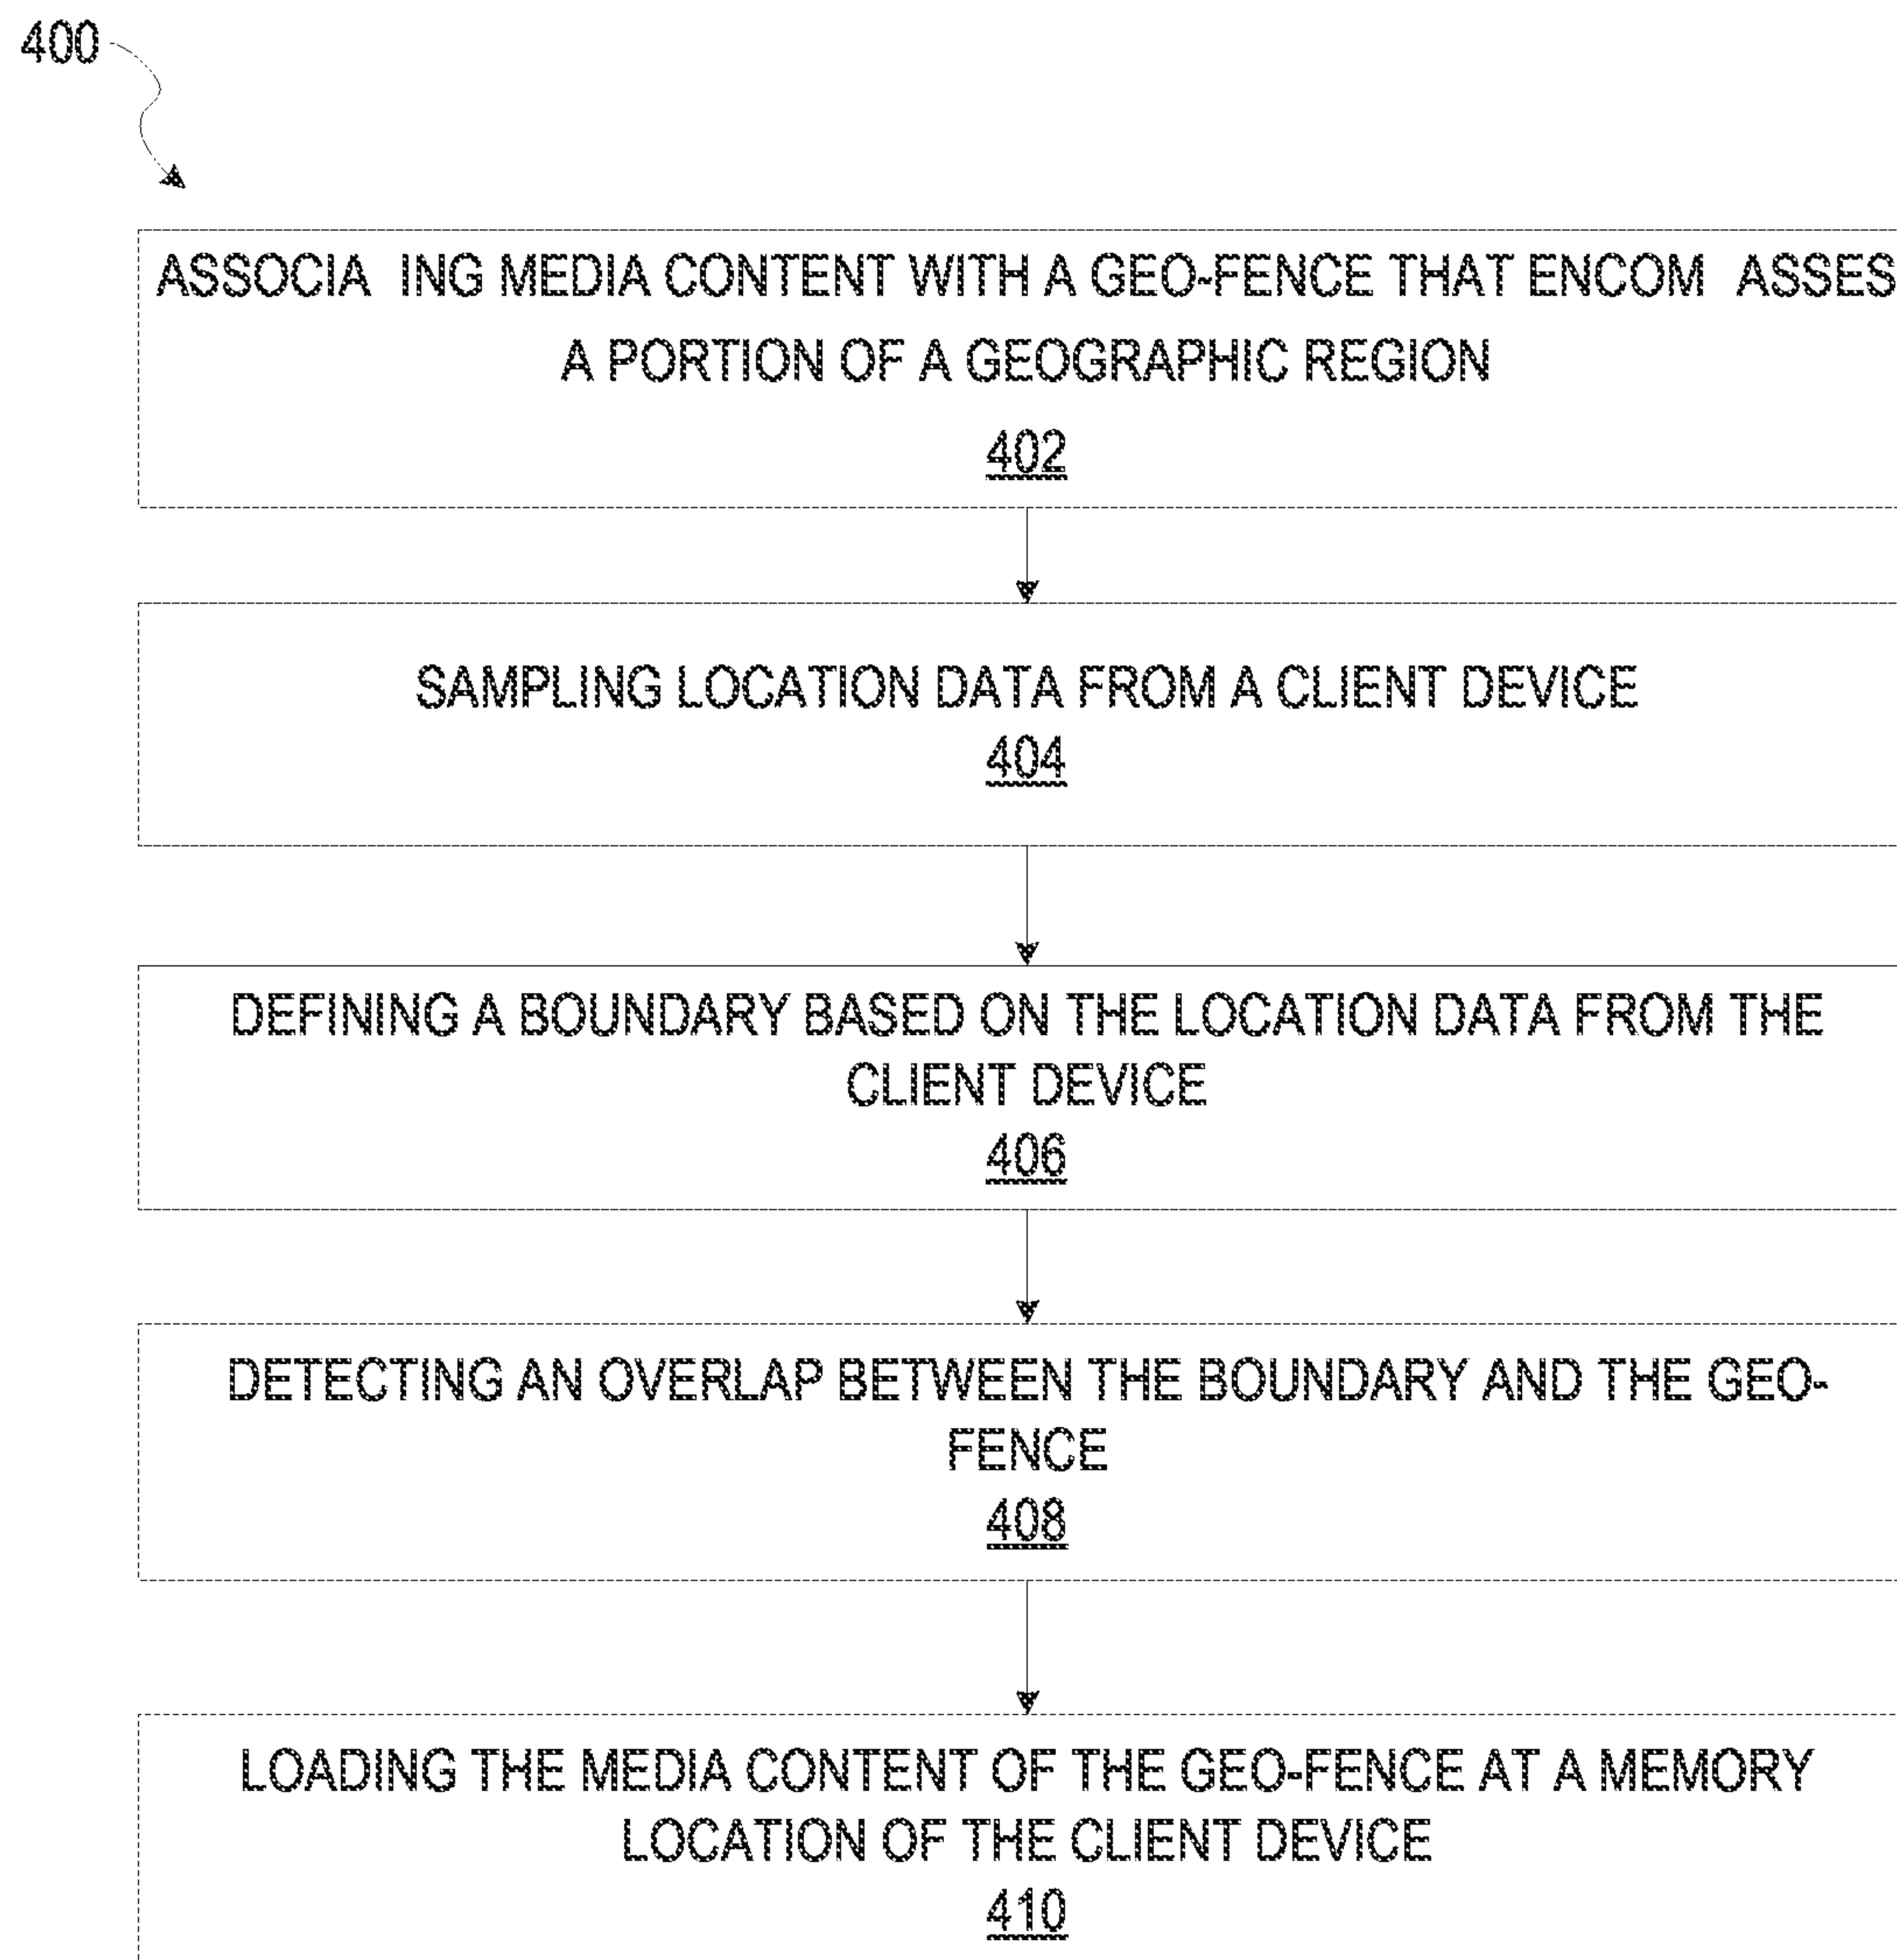 400
ASSOCIA ING MEDIA CONTENT WITH A GEO-FENCE THAT ENCOM ASSES
A PORTION OF A GEOGRAPHIC REGION
402
SAMPLING LOCATION DATA FROM A CLIENT DEVICE
404
DEFINING A BOUNDARY BASED ON THE LOCATION DATA FROM THE
CLIENT DEVICE
406
DETECTING AN OVERLAP BETWEEN THE BOUNDARY AND THE GEO-
FENCE
408
LOADING THE MEDIA CONTENT OF THE GEO-FENCE AT A MEMORY
LOCATION OF THE CLIENT DEVICE
410